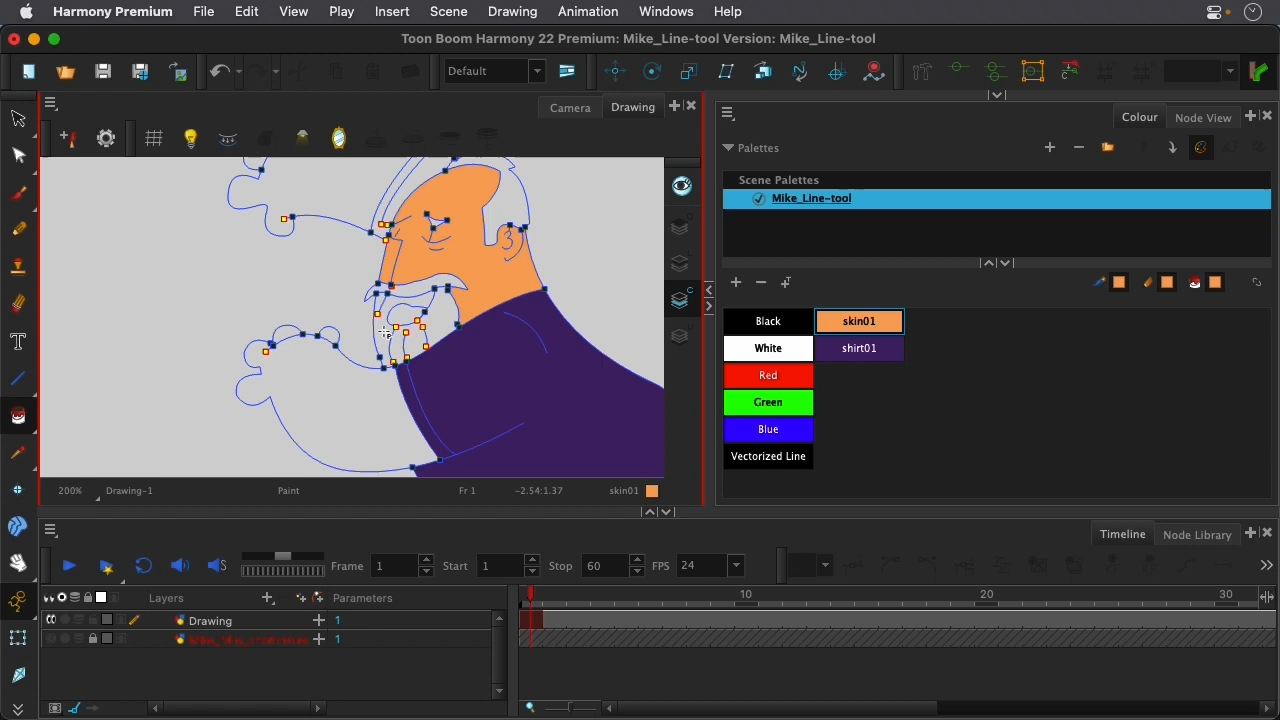 Harmony Premium File Edit View Play Insert Scene Drawing Animation Windows Help
Toon Boom Harmony 22 Premium: Mike_Line-tool Version: Mike_Line-tool
Default
Camera Drawing
Colour Node View
Palettes
Scene Palettes
Mike_Line-tool
Black skin01
White shirt01
Red
Green
Blue
Vectorized Line
200% Drawing-1 Paint Fr 1 -2.54:1.37 skin01
Timeline Node Library
Frame 1 Start 1 Stop 60 FPS 24
Layers Parameters 10 20 30
Drawing 1
1